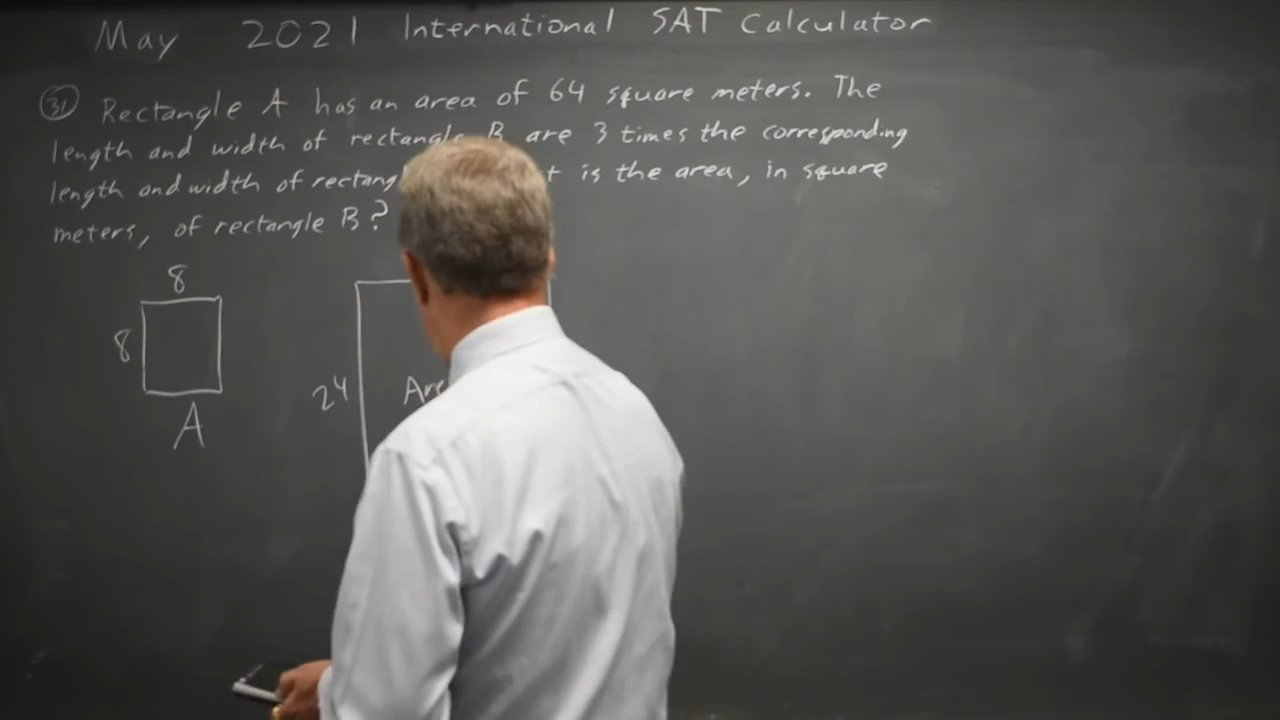 May 2021 International SAT Calculator
31 Rectangle A has an area of 64 square meters. The
length and width of rectangle B are 3 times the corresponding
length and width of is the area, in square
meters, of rectangle B?
8
8
24
A